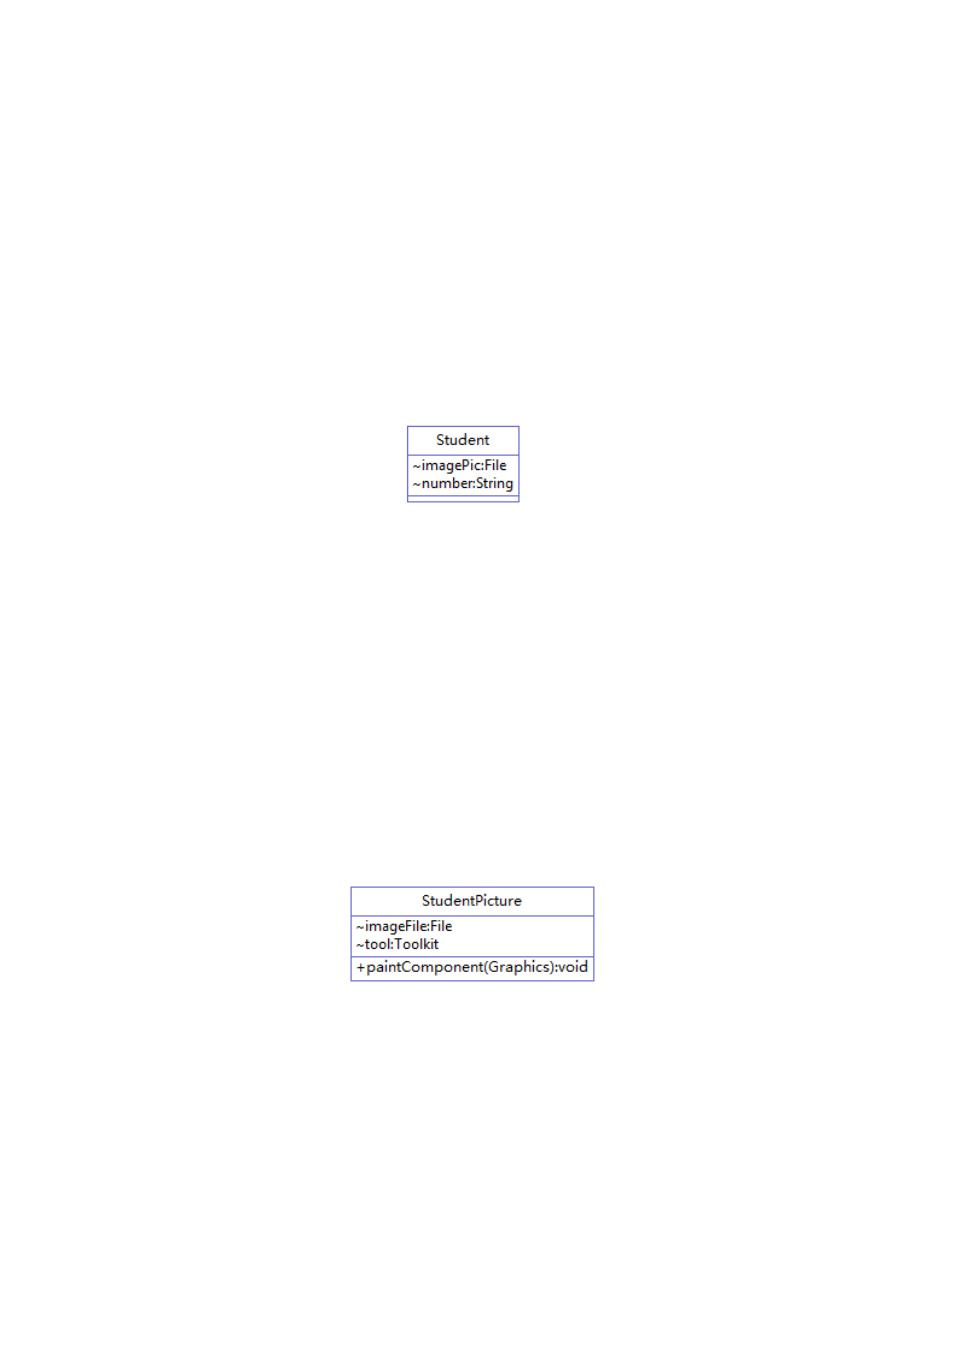 Student
~imagePic:File
~number:String
StudentPicture
~imageFile:File
~tool:Toolkit
+paintComponent(Graphics):void